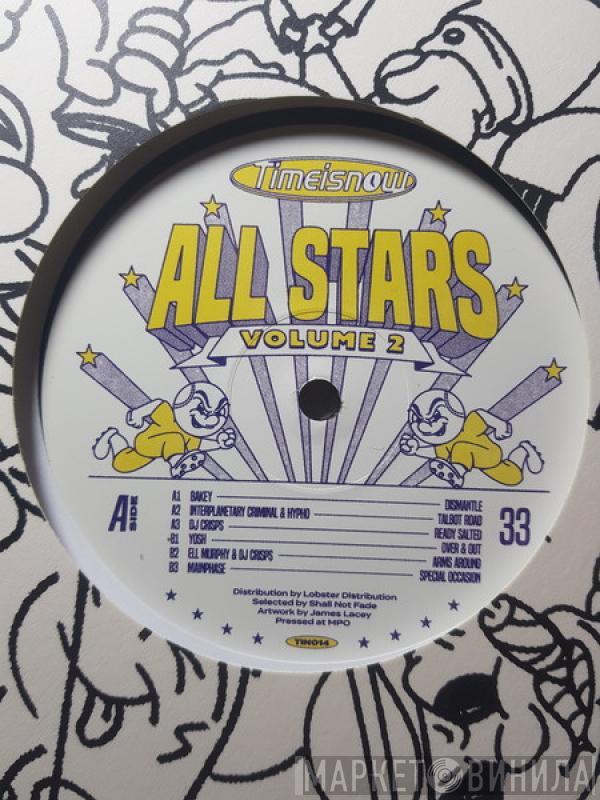 Timeisnow
ALL STARS
VOLUME 2
A SIDE
33
A1 BAKEY DISMANTLE
A2 INTERPLANETARY CRIMINAL & HYPHO TALBOT ROAD
A3 DJ CRISPS READY SALTED
B1 YOSH OVER & OUT
B2 ELL MURPHY & DJ CRISPS ARMS AROUND
B3 MAINPHASE SPECIAL OCCASION
Distribution by Lobster Distribution
Selected by Shall Not Fade
Artwork by James Lacey
Pressed at MPO
TIN014
МАРКЕТ ВИНИЛА